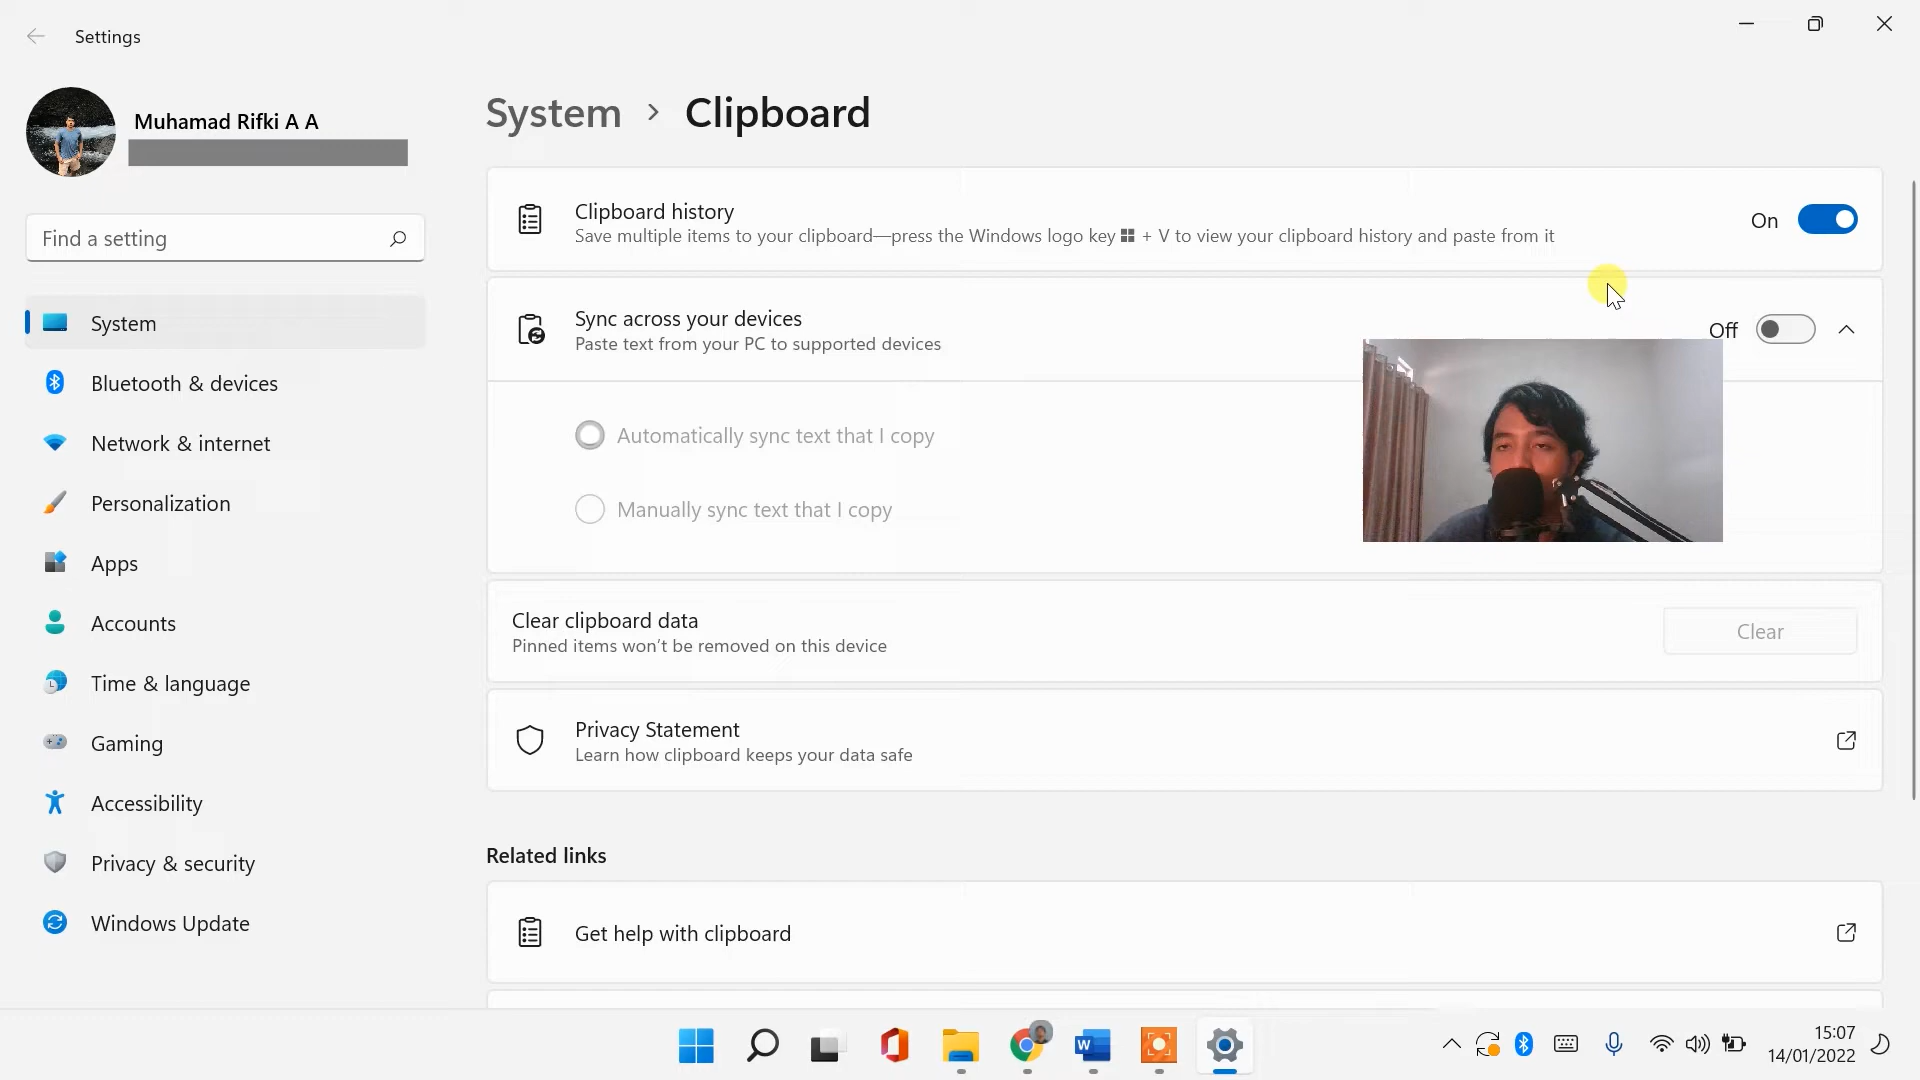 Settings
Muhamad Rifki A A
Find a setting
System
Bluetooth & devices
Network & internet
Personalization
Apps
Accounts
Time & language
Gaming
Accessibility
Privacy & security
Windows Update
System > Clipboard
Clipboard history
Save multiple items to your clipboard—press the Windows logo key + V to view your clipboard history and paste from it
On
Sync across your devices
Paste text from your PC to supported devices
Off
Automatically sync text that I copy
Manually sync text that I copy
Clear clipboard data
Pinned items won't be removed on this device
Clear
Privacy Statement
Learn how clipboard keeps your data safe
Related links
Get help with clipboard
W
15:07
14/01/2022